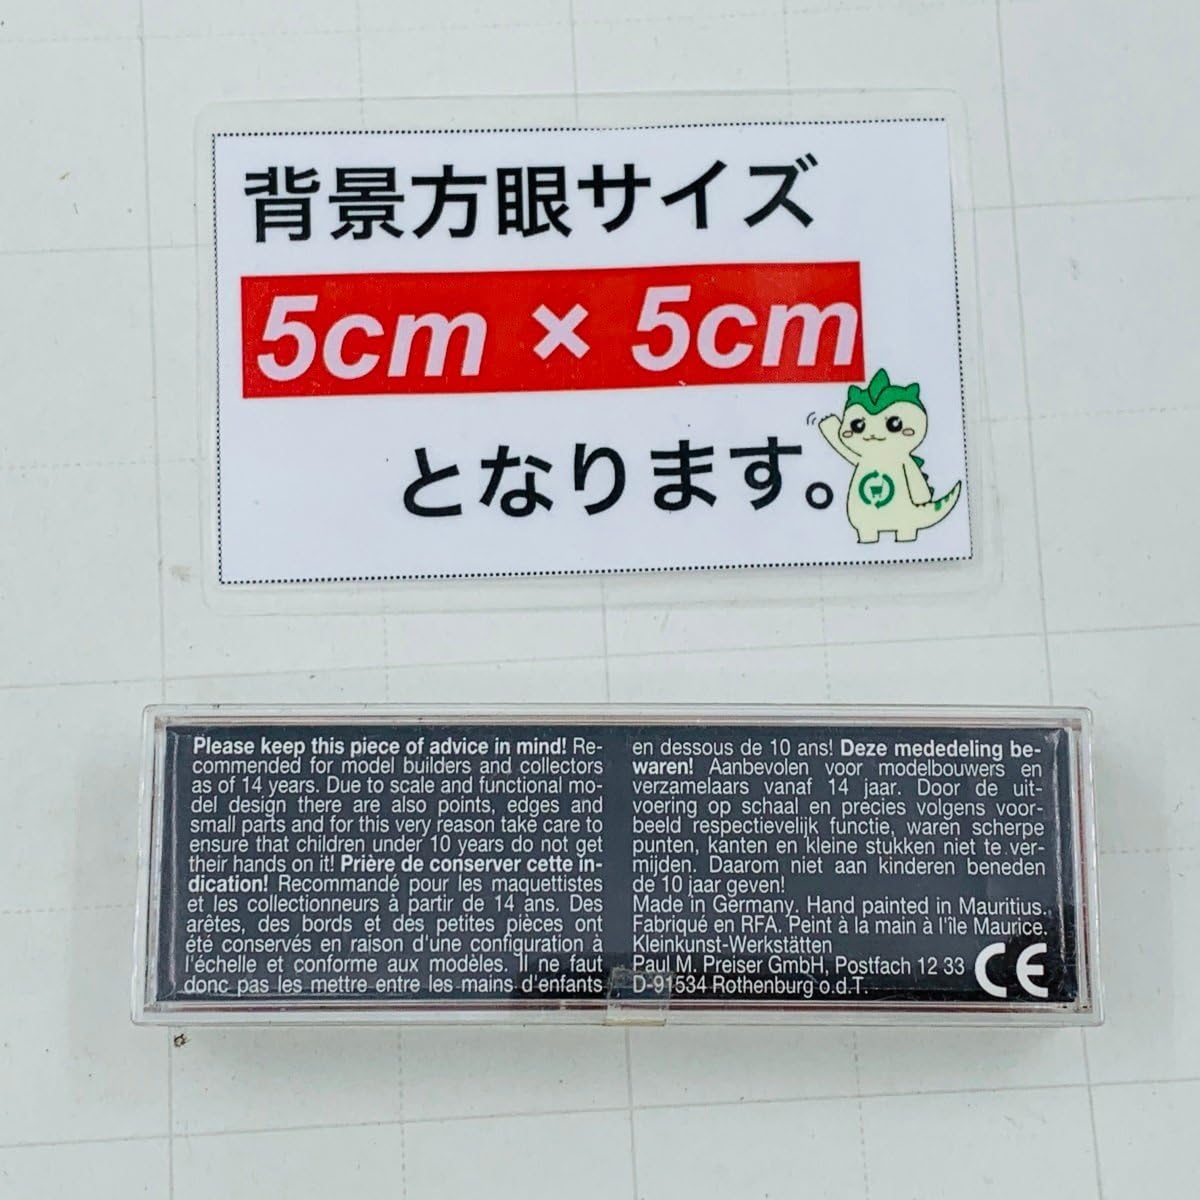 背景方眼サイズ
5cm × 5cm
となります。
Please keep this piece of advice in mind! Re-
commended for model builders and collectors
as of 14 years. Due to scale and functional mo-
del design there are also points, edges and
small parts and for this very reason take care to
ensure that children under 10 years do not get
their hands on it! Prière de conserver cette in-
dication! Recommandé pour les maquettistes
et les collectionneurs à partir de 14 ans. Des
arêtes, des bords et des petites pièces ont
été conservés en raison d'une configuration à
l'échelle et conforme aux modèles. Il ne faut
donc pas les mettre entre les mains d'enfants
en dessous de 10 ans! Deze mededeling be-
waren! Aanbevolen voor modelbouwers en
verzamelaars vanaf 14 jaar. Door de uit-
voering op schaal en precies volgens voor-
beeld respectievelijk functie, waren scherpe
punten, kanten en kleine stukken niet te ver-
mijden. Daarom niet aan kinderen beneden
de 10 jaar geven!
Made in Germany. Hand painted in Mauritius.
Fabriqué en RFA. Peint à la main à l'île Maurice.
Kleinkunst-Werkstätten
Paul M. Preiser GmbH, Postfach 12 33
D-91534 Rothenburg o.d.T.
CE